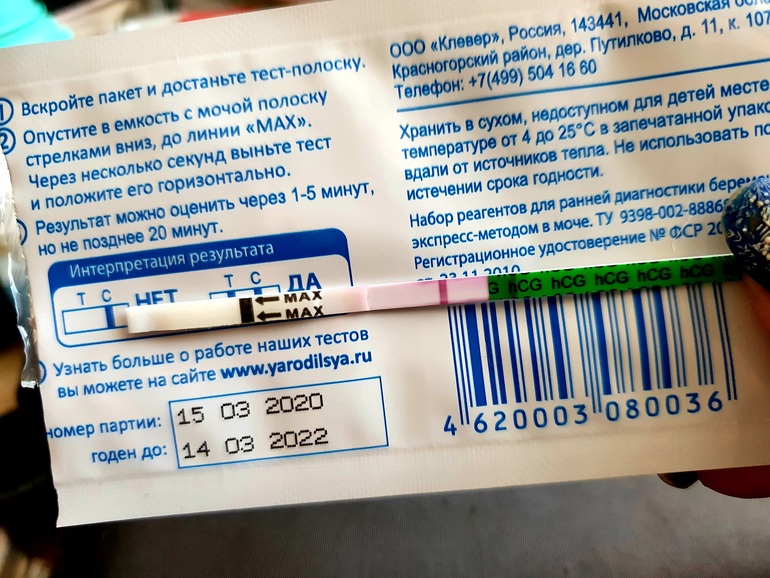 1 Вскройте пакет и достаньте тест-полоску.
2 Опустите в емкость с мочой полоску
стрелками вниз, до линии «MAX».
Через несколько секунд выньте тест
и положите его горизонтально.
Результат можно оценить через 1-5 минут,
но не позднее 20 минут.
Интерпретация результата
T C НЕТ
T C ДА
MAX
MAX
hCG hCG hCG hCG hCG
Узнать больше о работе наших тестов
вы можете на сайте www.yarodilsya.ru
номер партии: 15 03 2020
годен до: 14 03 2022
ООО «Клевер», Россия, 143441, Московская
Красногорский район, дер. Путилково, д. 11, к. 107
Телефон: +7(499) 504 16 60
Хранить в сухом, недоступном для детей месте
температуре от 4 до 25°C в запечатанной
вдали от источников тепла. Не использовать
истечении срока годности.
Набор реагентов для ранней диагностики
экспресс-методом в моче. ТУ 9398-002-8886
Регистрационное удостоверение № ФСР 20
23.11.2010
4 620003 080036